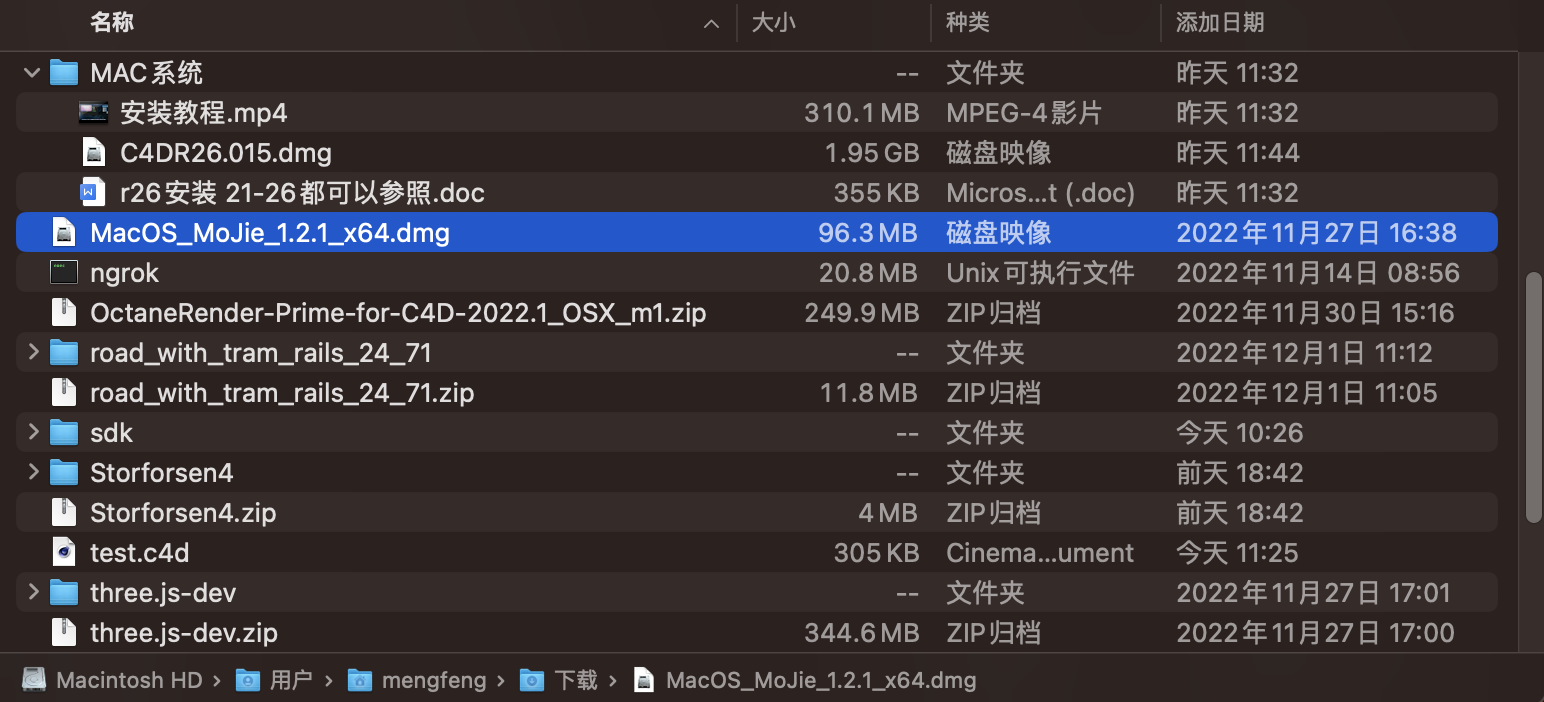 名称 大小 种类 添加日期
MAC系统 -- 文件夹 昨天 11:32
安装教程.mp4 310.1 MB MPEG-4影片 昨天 11:32
C4DR26.015.dmg 1.95 GB 磁盘映像 昨天 11:44
r26安装 21-26都可以参照.doc 355 KB Micros...t (.doc) 昨天 11:32
MacOS_MoJie_1.2.1_x64.dmg 96.3 MB 磁盘映像 2022年11月27日 16:38
ngrok 20.8 MB Unix可执行文件 2022年11月14日 08:56
OctaneRender-Prime-for-C4D-2022.1_OSX_m1.zip 249.9 MB ZIP归档 2022年11月30日 15:16
road_with_tram_rails_24_71 -- 文件夹 2022年12月1日 11:12
road_with_tram_rails_24_71.zip 11.8 MB ZIP归档 2022年12月1日 11:05
sdk -- 文件夹 今天 10:26
Storforsen4 -- 文件夹 前天 18:42
Storforsen4.zip 4 MB ZIP归档 前天 18:42
test.c4d 305 KB Cinema...ument 今天 11:25
three.js-dev -- 文件夹 2022年11月27日 17:01
three.js-dev.zip 344.6 MB ZIP归档 2022年11月27日 17:00
Macintosh HD › 用户 › mengfeng › 下载 › MacOS_MoJie_1.2.1_x64.dmg